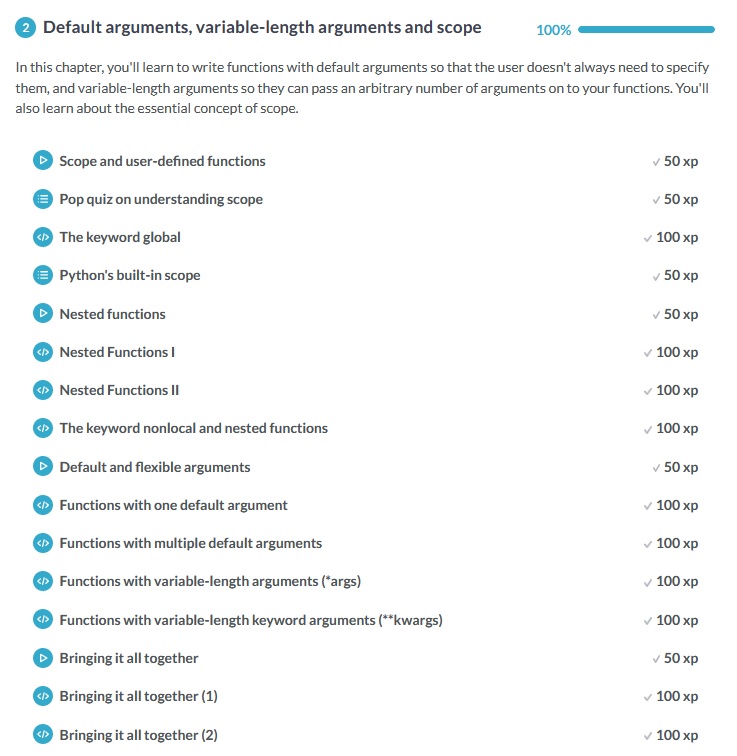 2 Default arguments, variable-length arguments and scope 100%
In this chapter, you'll learn to write functions with default arguments so that the user doesn't always need to specify
them, and variable-length arguments so they can pass an arbitrary number of arguments on to your functions. You'll
also learn about the essential concept of scope.
Scope and user-defined functions 50 xp
Pop quiz on understanding scope 50 xp
The keyword global 100 xp
Python's built-in scope 50 xp
Nested functions 50 xp
Nested Functions I 100 xp
Nested Functions II 100 xp
The keyword nonlocal and nested functions 100 xp
Default and flexible arguments 50 xp
Functions with one default argument 100 xp
Functions with multiple default arguments 100 xp
Functions with variable-length arguments (*args) 100 xp
Functions with variable-length keyword arguments (**kwargs) 100 xp
Bringing it all together 50 xp
Bringing it all together (1) 100 xp
Bringing it all together (2) 100 xp